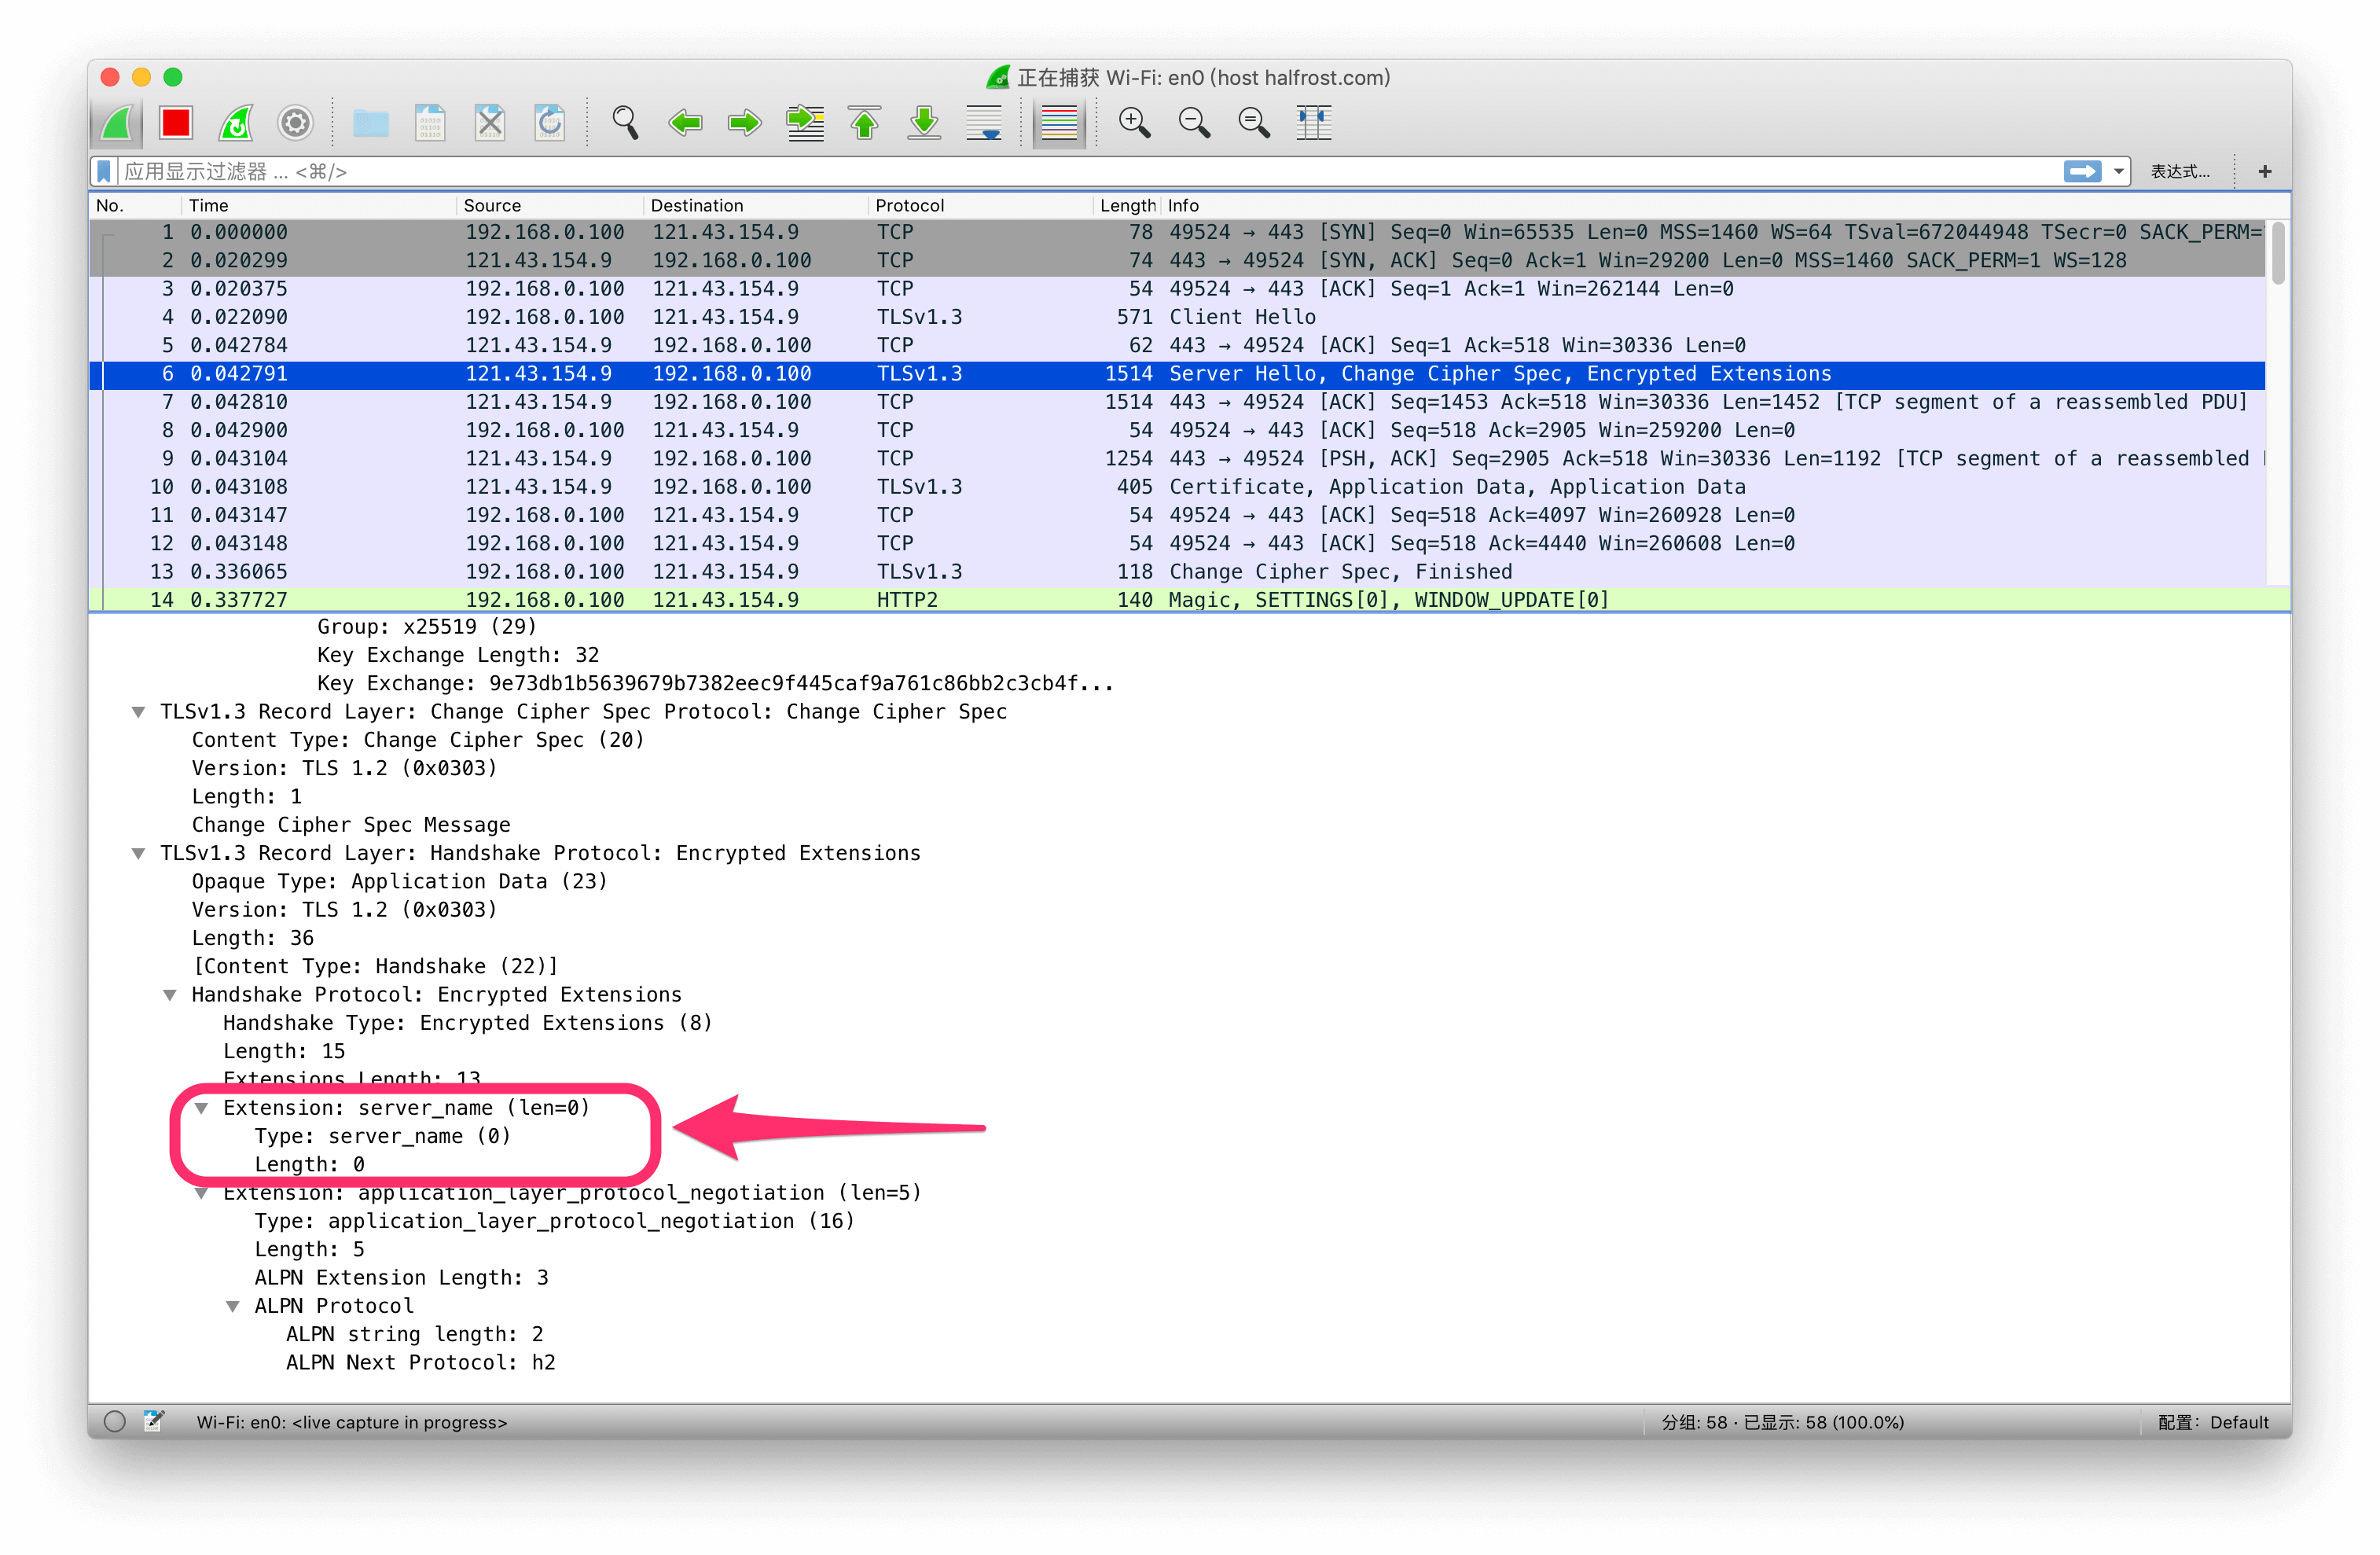 正在捕获 Wi-Fi: en0 (host halfrost.com)
应用显示过滤器 ... <⌘/>
表达式...
+
No. Time Source Destination Protocol Length Info
1 0.000000 192.168.0.100 121.43.154.9 TCP 78 49524 → 443 [SYN] Seq=0 Win=65535 Len=0 MSS=1460 WS=64 TSval=672044948 TSecr=0 SACK_PERM=
2 0.020299 121.43.154.9 192.168.0.100 TCP 74 443 → 49524 [SYN, ACK] Seq=0 Ack=1 Win=29200 Len=0 MSS=1460 SACK_PERM=1 WS=128
3 0.020375 192.168.0.100 121.43.154.9 TCP 54 49524 → 443 [ACK] Seq=1 Ack=1 Win=262144 Len=0
4 0.022090 192.168.0.100 121.43.154.9 TLSv1.3 571 Client Hello
5 0.042784 121.43.154.9 192.168.0.100 TCP 62 443 → 49524 [ACK] Seq=1 Ack=518 Win=30336 Len=0
6 0.042791 121.43.154.9 192.168.0.100 TLSv1.3 1514 Server Hello, Change Cipher Spec, Encrypted Extensions
7 0.042810 121.43.154.9 192.168.0.100 TCP 1514 443 → 49524 [ACK] Seq=1453 Ack=518 Win=30336 Len=1452 [TCP segment of a reassembled PDU]
8 0.042900 192.168.0.100 121.43.154.9 TCP 54 49524 → 443 [ACK] Seq=518 Ack=2905 Win=259200 Len=0
9 0.043104 121.43.154.9 192.168.0.100 TCP 1254 443 → 49524 [PSH, ACK] Seq=2905 Ack=518 Win=30336 Len=1192 [TCP segment of a reassembled
10 0.043108 121.43.154.9 192.168.0.100 TLSv1.3 405 Certificate, Application Data, Application Data
11 0.043147 192.168.0.100 121.43.154.9 TCP 54 49524 → 443 [ACK] Seq=518 Ack=4097 Win=260928 Len=0
12 0.043148 192.168.0.100 121.43.154.9 TCP 54 49524 → 443 [ACK] Seq=518 Ack=4440 Win=260608 Len=0
13 0.336065 192.168.0.100 121.43.154.9 TLSv1.3 118 Change Cipher Spec, Finished
14 0.337727 192.168.0.100 121.43.154.9 HTTP2 140 Magic, SETTINGS[0], WINDOW_UPDATE[0]
Group: x25519 (29)
Key Exchange Length: 32
Key Exchange: 9e73db1b5639679b7382eec9f445caf9a761c86bb2c3cb4f...
TLSv1.3 Record Layer: Change Cipher Spec Protocol: Change Cipher Spec
Content Type: Change Cipher Spec (20)
Version: TLS 1.2 (0x0303)
Length: 1
Change Cipher Spec Message
TLSv1.3 Record Layer: Handshake Protocol: Encrypted Extensions
Opaque Type: Application Data (23)
Version: TLS 1.2 (0x0303)
Length: 36
[Content Type: Handshake (22)]
Handshake Protocol: Encrypted Extensions
Handshake Type: Encrypted Extensions (8)
Length: 15
Extensions Length: 13
Extension: server_name (len=0)
Type: server_name (0)
Length: 0
Extension: application_layer_protocol_negotiation (len=5)
Type: application_layer_protocol_negotiation (16)
Length: 5
ALPN Extension Length: 3
ALPN Protocol
ALPN string length: 2
ALPN Next Protocol: h2
Wi-Fi: en0: <live capture in progress>
分组: 58 · 已显示: 58 (100.0%)
配置: Default